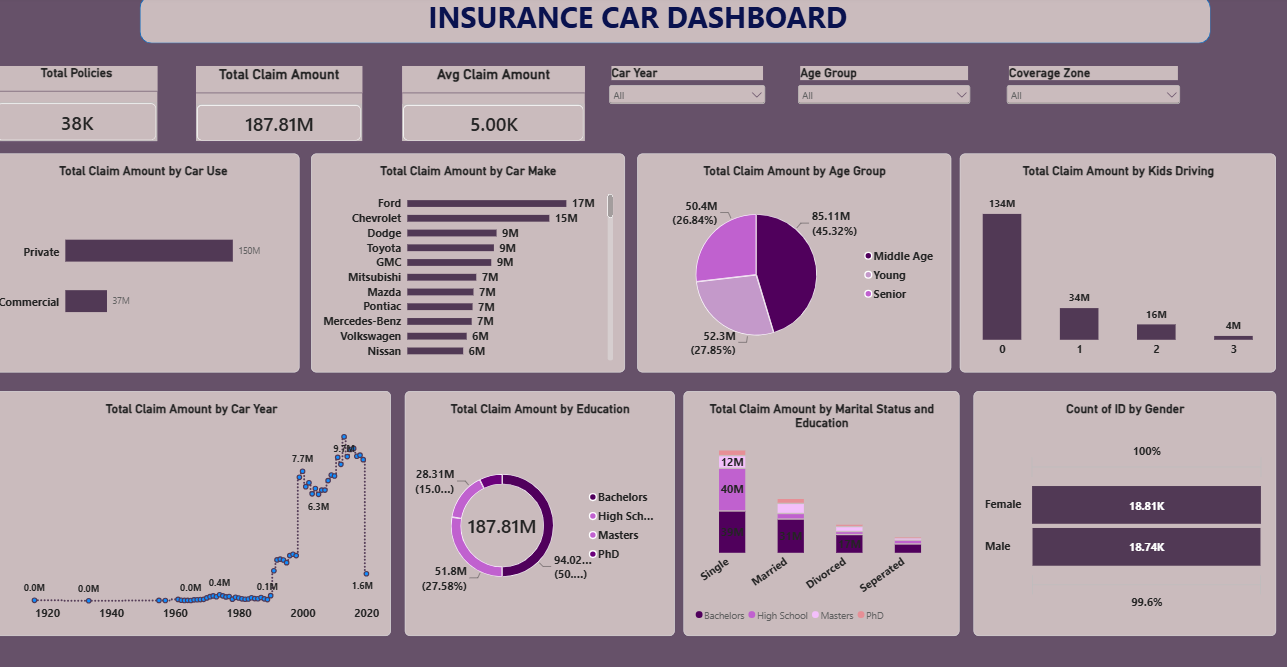 INSURANCE CAR DASHBOARD
Total Policies
38K
Total Claim Amount
187.81M
Avg Claim Amount
5.00K
Car Year
All
Age Group
All
Coverage Zone
All
Total Claim Amount by Car Use
Private
150M
Commercial
37M
Total Claim Amount by Car Make
Ford 17M
Chevrolet 15M
Dodge 9M
Toyota 9M
GMC 9M
Mitsubishi 7M
Mazda 7M
Pontiac 7M
Mercedes-Benz 7M
Volkswagen 6M
Nissan 6M
Total Claim Amount by Age Group
50.4M
(26.84%)
85.11M
(45.32%)
52.3M
(27.85%)
Middle Age
Young
Senior
Total Claim Amount by Kids Driving
134M
34M
16M
4M
0 1 2 3
Total Claim Amount by Car Year
7.7M
6.3M
0.0M
0.0M
0.0M
0.4M
0.1M
1.6M
1920 1940 1960 1980 2000 2020
Total Claim Amount by Education
28.31M
(15.0...)
187.81M
51.8M
(27.58%)
94.02...
(50....)
Bachelors
High Sch...
Masters
PhD
Total Claim Amount by Marital Status and
Education
12M
40M
Single
Married
Divorced
Seperated
Bachelors High School Masters PhD
Count of ID by Gender
100%
Female 18.81K
Male 18.74K
99.6%